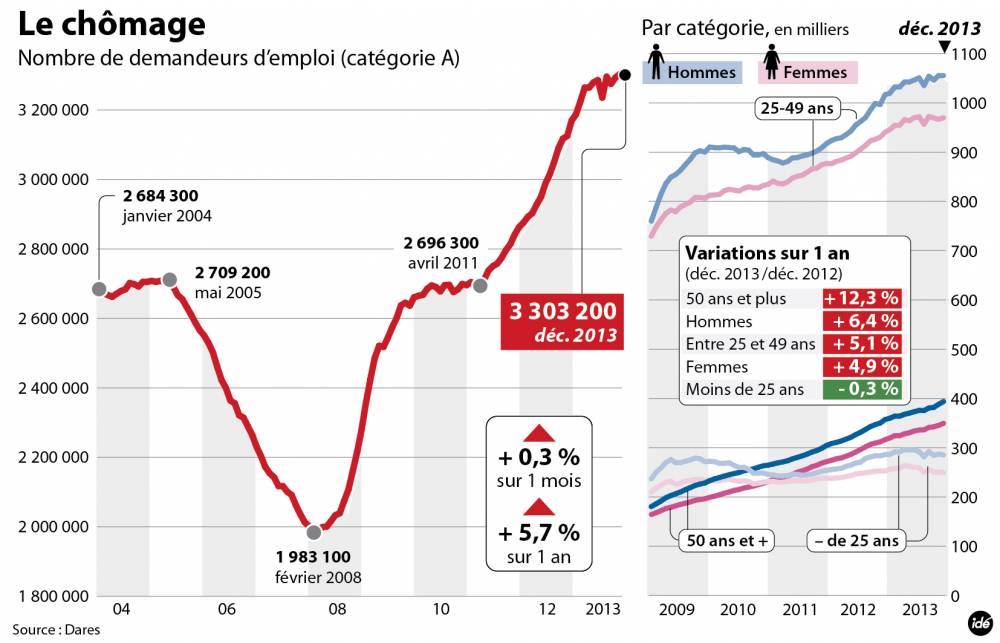 Le chômage
Nombre de demandeurs d’emploi (catégorie A)
3 200 000
3 000 000
2 800 000
2 600 000
2 400 000
2 200 000
2 000 000
1 800 000
2 684 300
janvier 2004
2 709 200
mai 2005
1 983 100
février 2008
2 696 300
avril 2011
3 303 200
déc. 2013
+ 0,3 %
sur 1 mois
+ 5,7 %
sur 1 an
04
06
08
10
12
2013
Source : Dares
Par catégorie, en milliers
déc. 2013
Hommes
Femmes
1100
1000
900
800
700
600
500
400
300
200
100
0
25-49 ans
Variations sur 1 an
(déc. 2013/déc. 2012)
50 ans et plus + 12,3 %
Hommes + 6,4 %
Entre 25 et 49 ans + 5,1 %
Femmes + 4,9 %
Moins de 25 ans - 0,3 %
50 ans et +
– de 25 ans
2009
2010
2011
2012
2013
idé